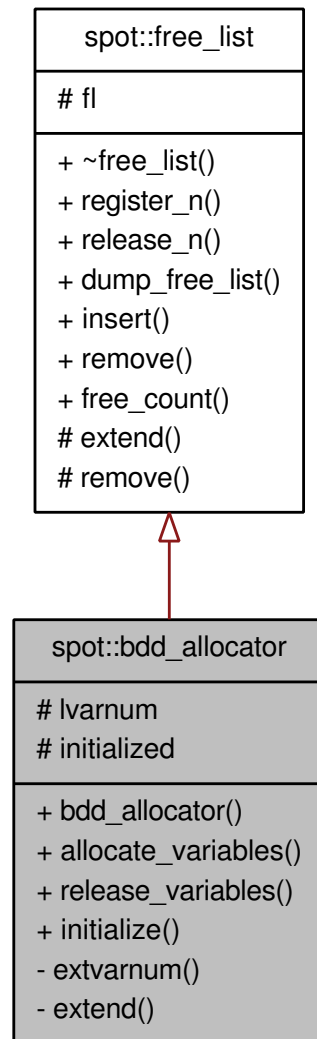 spot::free_list
# fl
+ ~free_list()
+ register_n()
+ release_n()
+ dump_free_list()
+ insert()
+ remove()
+ free_count()
# extend()
# remove()
spot::bdd_allocator
# lvarnum
# initialized
+ bdd_allocator()
+ allocate_variables()
+ release_variables()
+ initialize()
- extvarnum()
- extend()